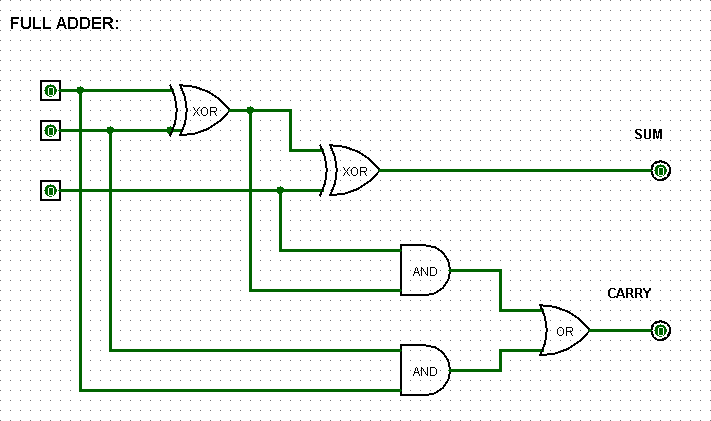 FULL ADDER:
0
XOR
0
SUM
XOR
0
0
AND
CARRY
OR
0
AND